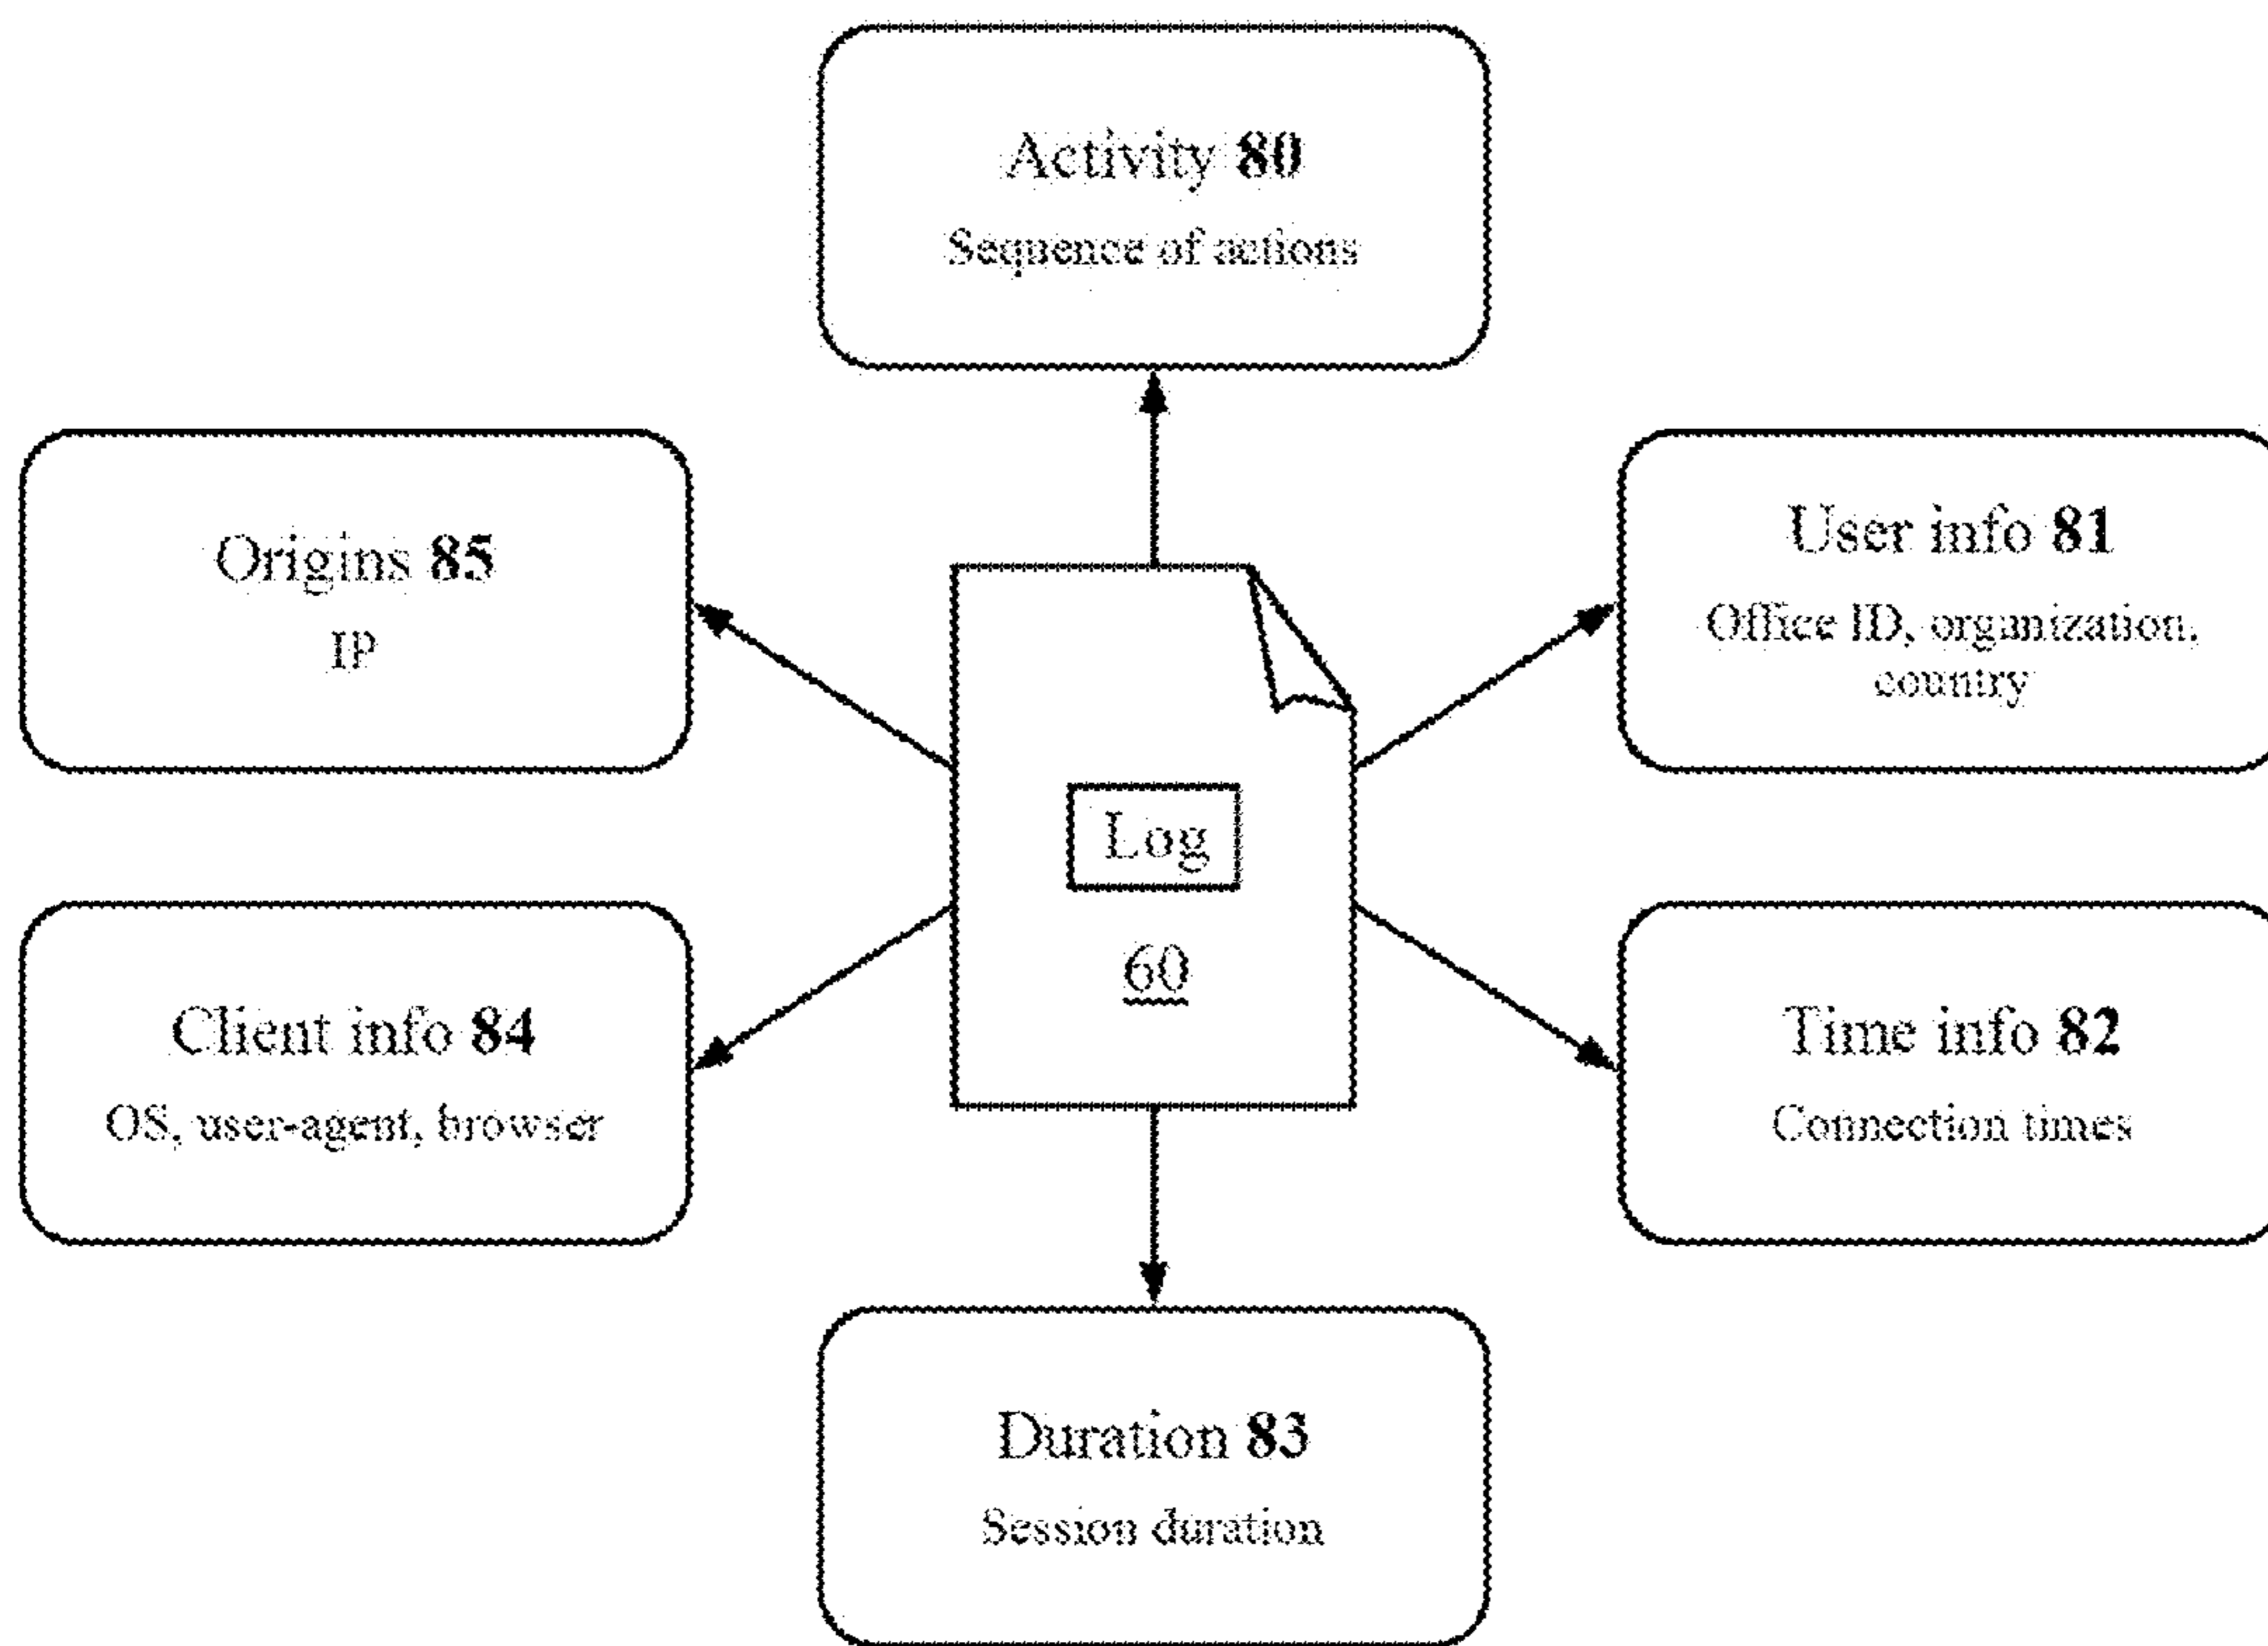 Activity 80
Sequence of actions
Origins 85
IP
User info 81
Office ID, organization,
country
Log
60
Client info 84
OS, user-agent, browser
Time info 82
Connection times
Duration 83
Session duration